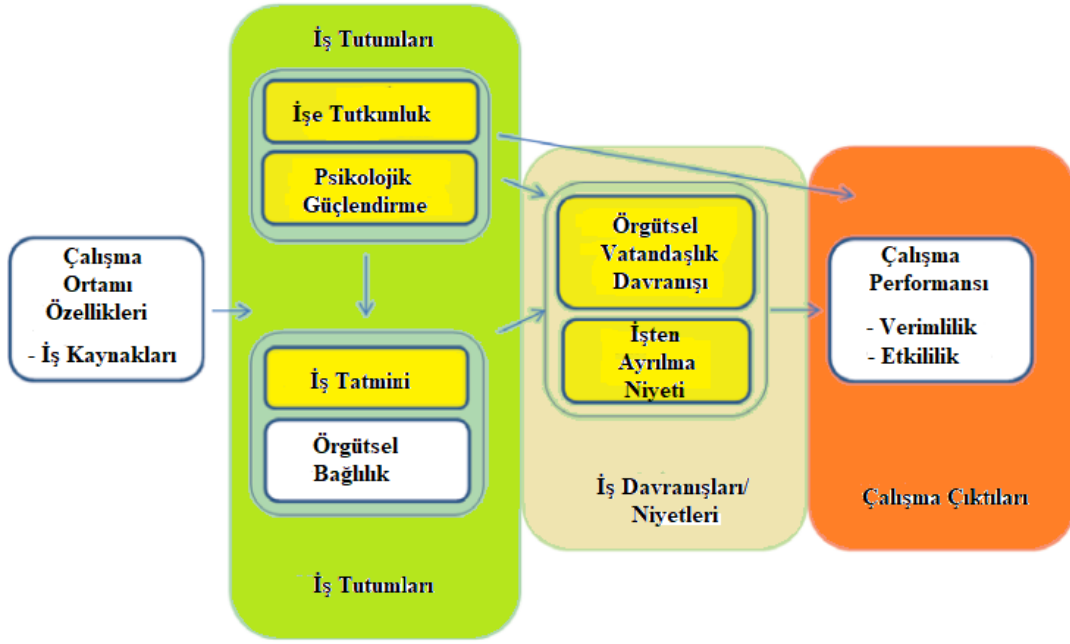 İş Tutumları
İşe Tutkunluk
Psikolojik
Güçlendirme
Çalışma
Ortamı
Özellikleri
- İş Kaynakları
İş Tatmini
Örgütsel
Bağlılık
İş Tutumları
Örgütsel
Vatandaşlık
Davranışı
İşten
Ayrılma
Niyeti
İş Davranışları/
Niyetleri
Çalışma
Performansı
- Verimlilik
- Etkililik
Çalışma Çıktıları